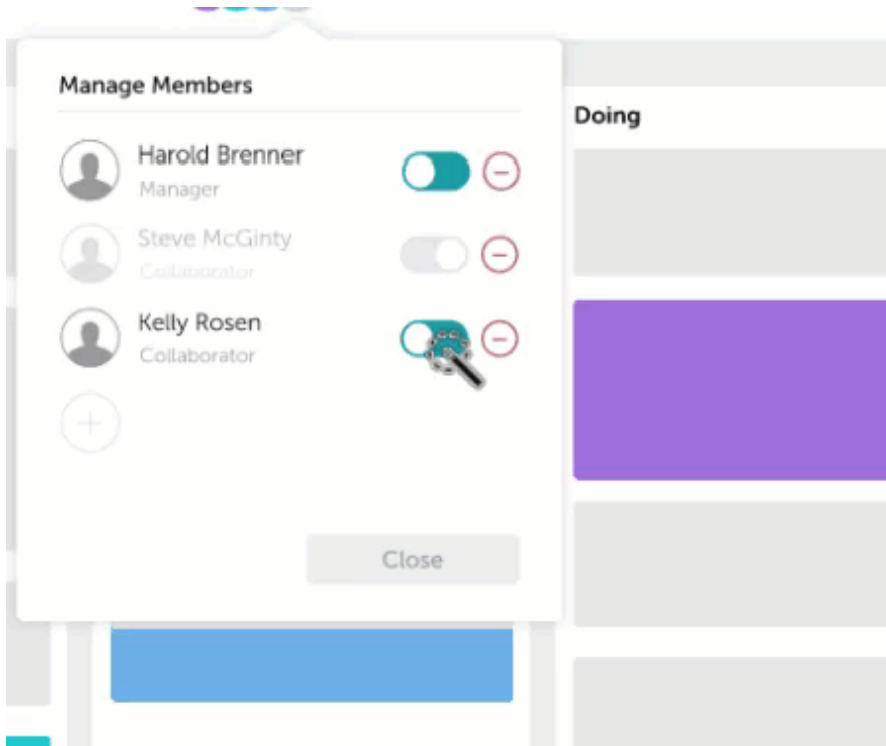 Manage Members
Doing
Harold Brenner
Manager
Steve McGinty
Collaborator
Kelly Rosen
Collaborator
Close